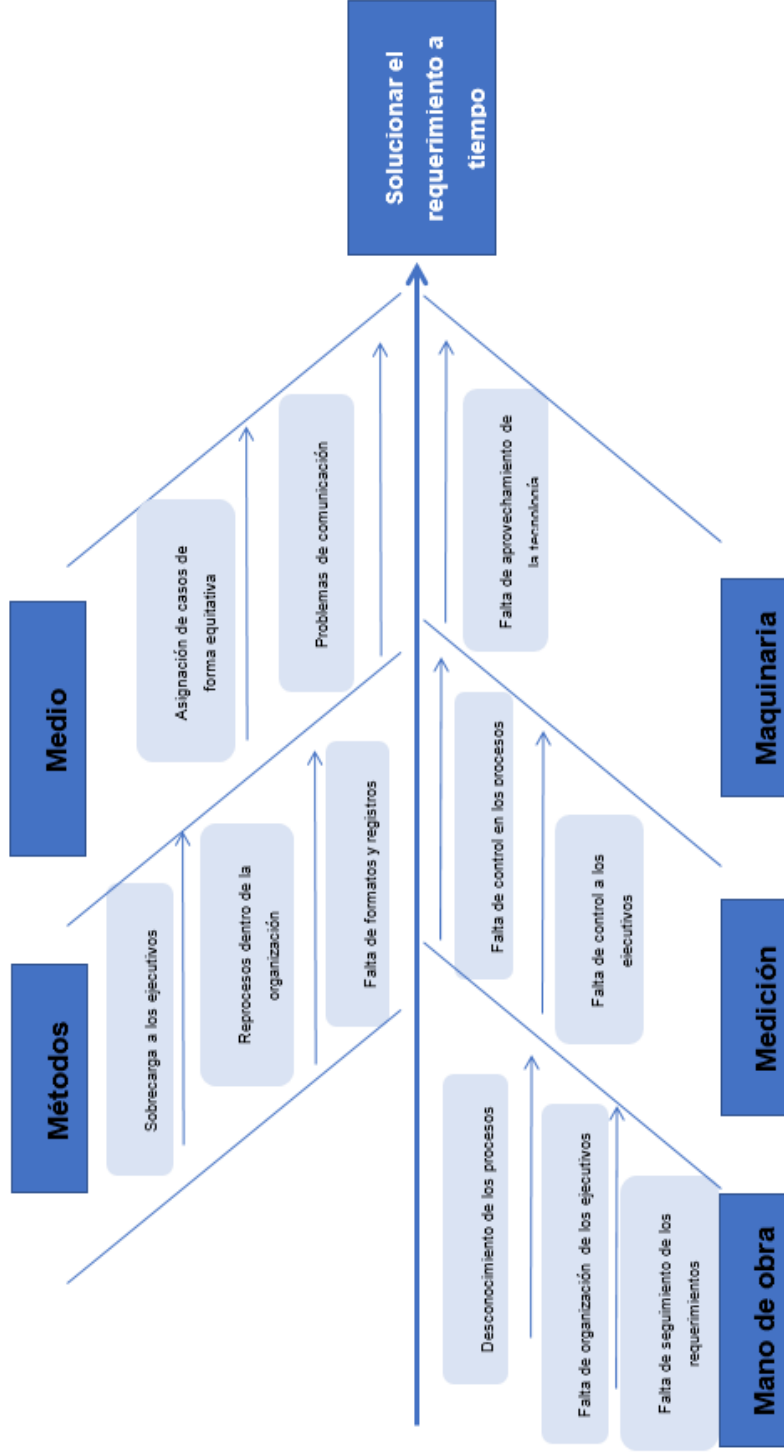 Métodos
Medio
Sobrecarga a los ejecutivos
Asignación de casos de
forma equitativa
Reprocesos dentro de la
organización
Problemas de comunicación
Falta de formatos y registros
Solucionar el
requerimiento a
tiempo
Desconocimiento de los procesos
Falta de control en los procesos
Falta de aprovechamiento de
la tecnología
Falta de organización de los ejecutivos
Falta de control a los
ejecutivos
Falta de seguimiento de los
requerimientos
Mano de obra
Medición
Maquinaria